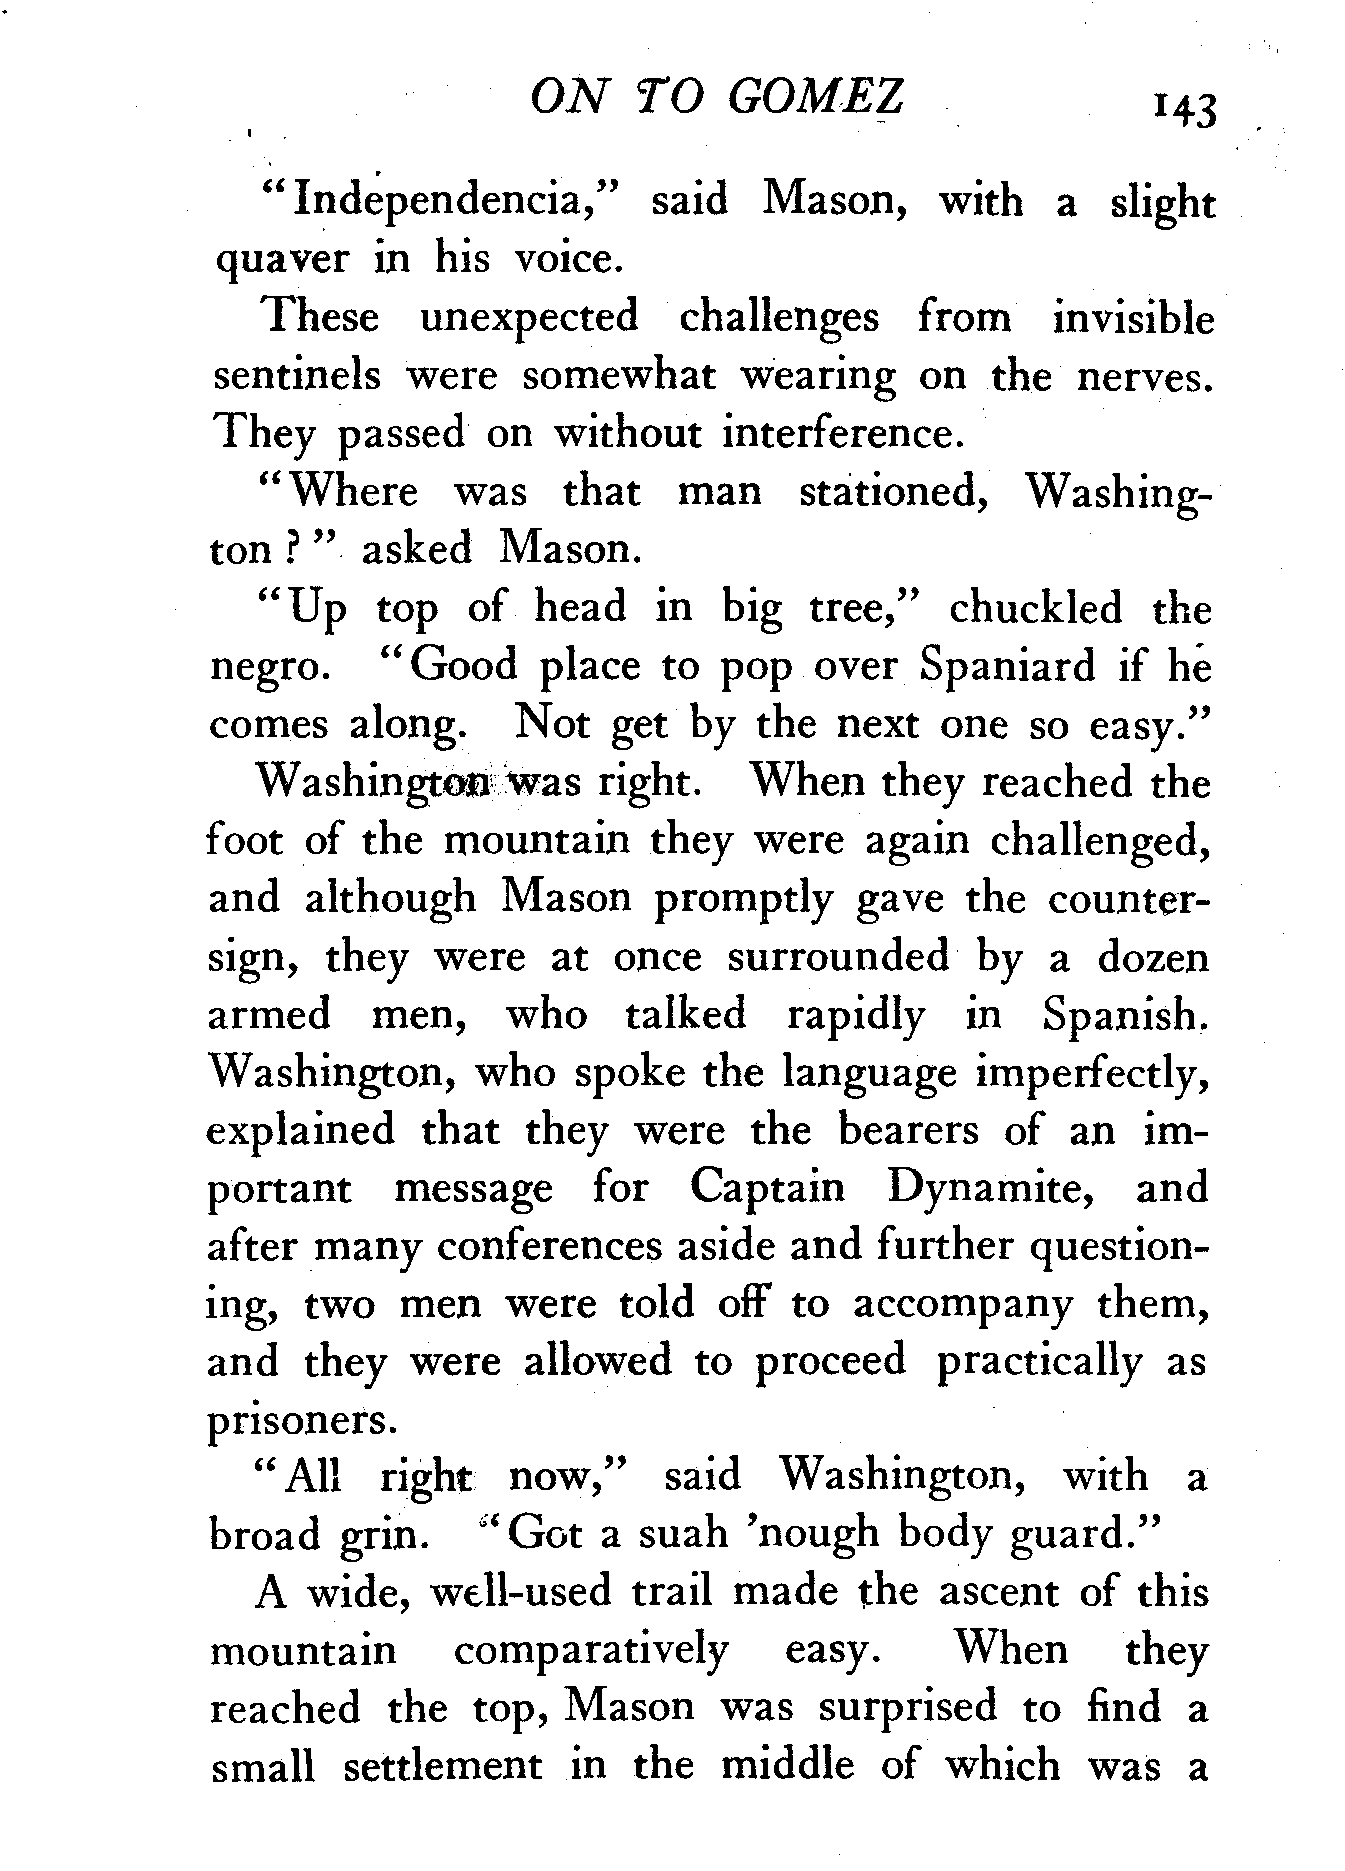 ON TO GOMEZ 143
"Independencia," said Mason, with a slight
quaver in his voice.
These unexpected challenges from invisible
sentinels were somewhat wearing on the nerves.
They passed on without interference.
"Where was that man stationed, Washing-
ton?" asked Mason.
"Up top of head in big tree," chuckled the
negro. "Good place to pop over Spaniard if he
comes along. Not get by the next one so easy."
Washington was right. When they reached the
foot of the mountain they were again challenged,
and although Mason promptly gave the counter-
sign, they were at once surrounded by a dozen
armed men, who talked rapidly in Spanish.
Washington, who spoke the language imperfectly,
explained that they were the bearers of an im-
portant message for Captain Dynamite, and
after many conferences aside and further question-
ing, two men were told off to accompany them,
and they were allowed to proceed practically as
prisoners.
"All right now," said Washington, with a
broad grin. "Got a suah 'nough body guard."
A wide, well-used trail made the ascent of this
mountain comparatively easy. When they
reached the top, Mason was surprised to find a
small settlement in the middle of which was a